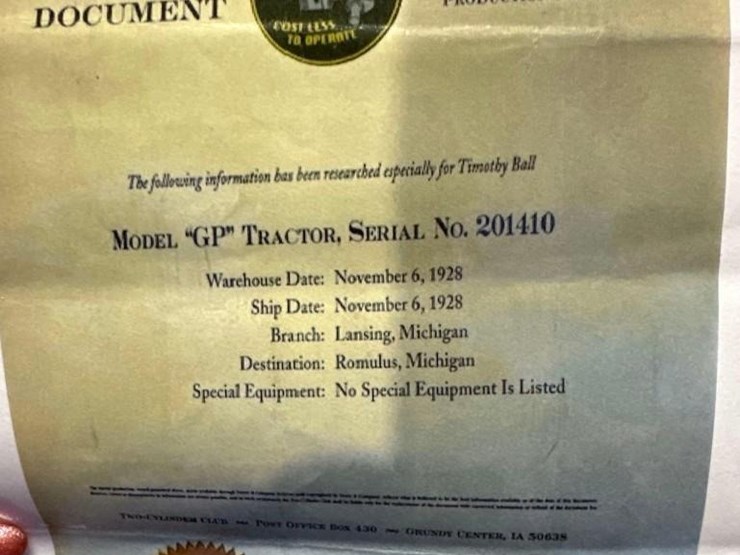 DOCUMENT
COST LESS
TO OPERATE
The following information has been researched especially for Timothy Ball
MODEL "GP" TRACTOR, SERIAL NO. 201410
Warehouse Date: November 6, 1928
Ship Date: November 6, 1928
Branch: Lansing, Michigan
Destination: Romulus, Michigan
Special Equipment: No Special Equipment Is Listed
TWO-CYLINDER CLUB — POST OFFICE BOX 430 — GRUNDY CENTER, IA 50638